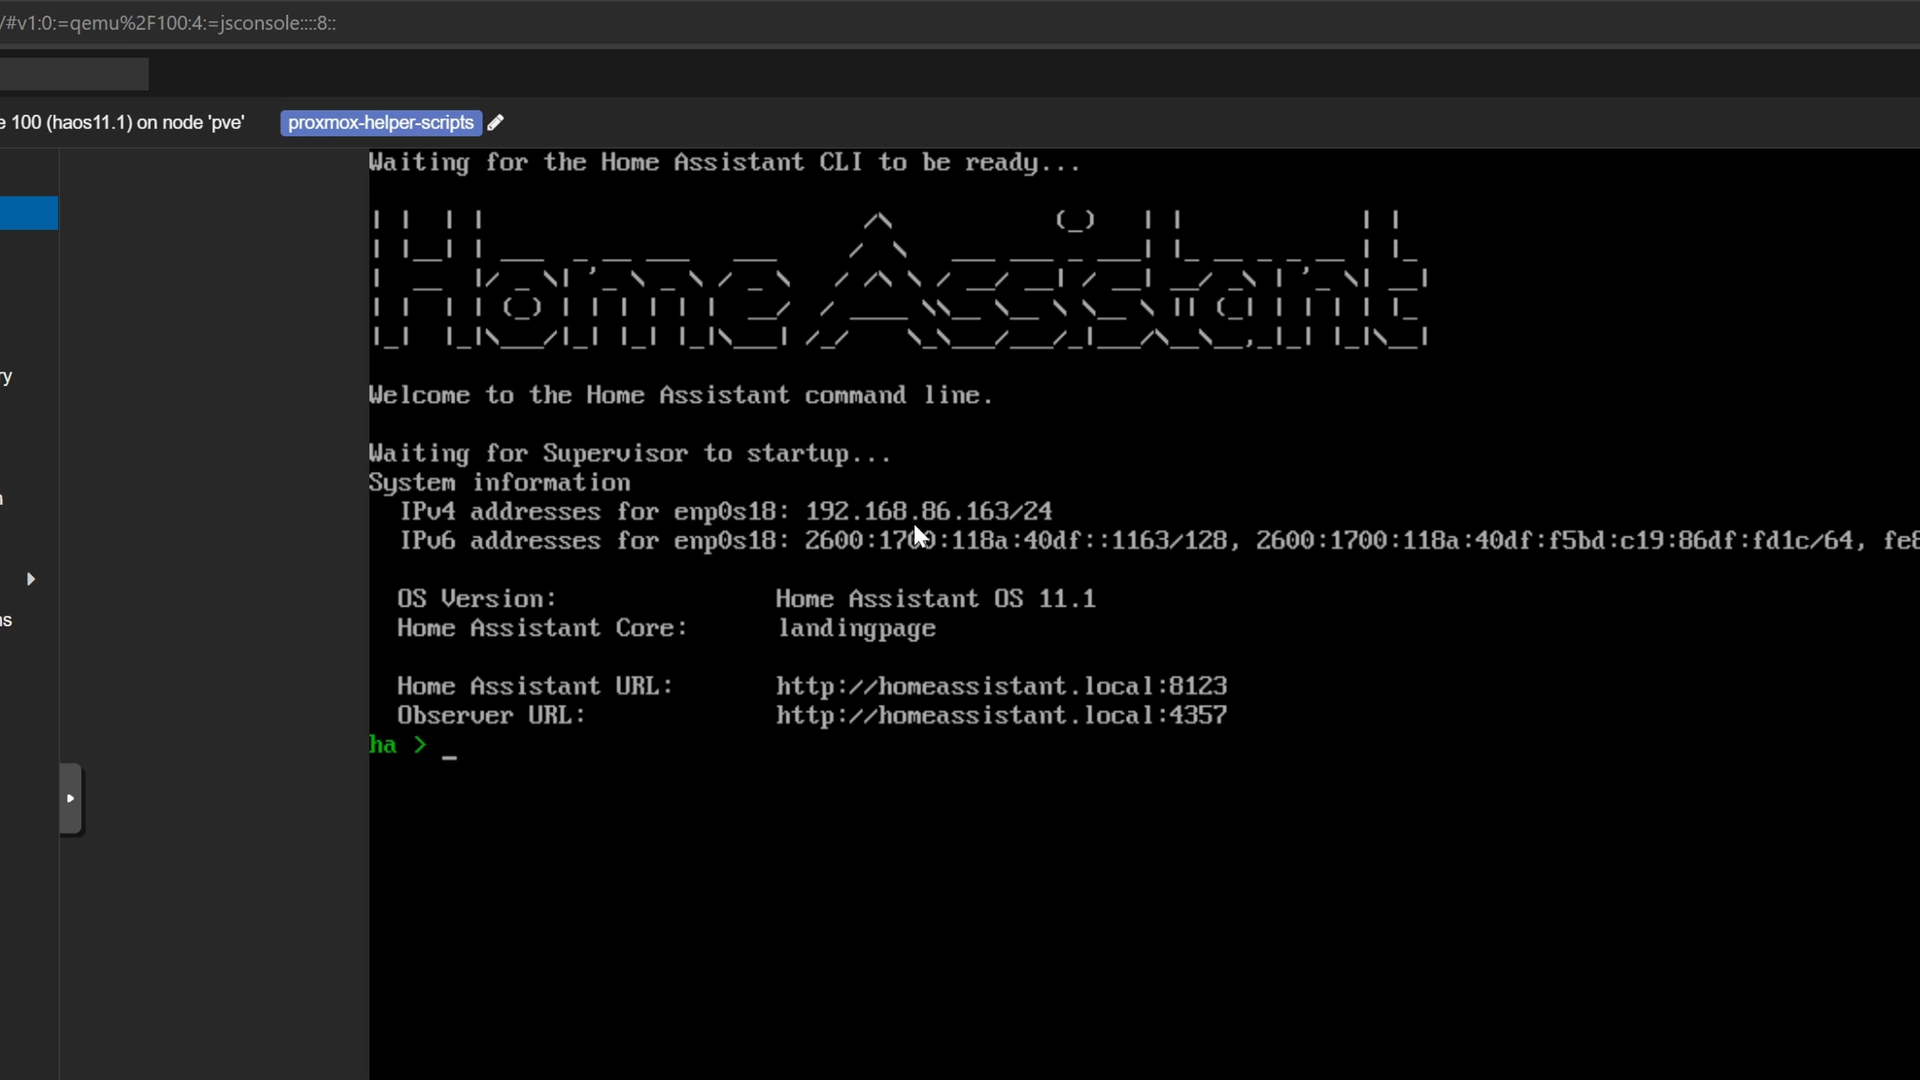 /#v1:0:=qemu%2F100:4:=jsconsole::::8::
e 100 (haos11.1) on node 'pve' proxmox-helper-scripts
Waiting for the Home Assistant CLI to be ready...
Home Assistant
Welcome to the Home Assistant command line.
ry
Waiting for Supervisor to startup...
System information
n
IPv4 addresses for enp0s18: 192.168.86.163/24
IPv6 addresses for enp0s18: 2600:1700:118a:40df::1163/128, 2600:1700:118a:40df:f5bd:c19:86df:fd1c/64, fe8
OS Version: Home Assistant OS 11.1
ns
Home Assistant Core: landingpage
Home Assistant URL: http://homeassistant.local:8123
Observer URL: http://homeassistant.local:4357
ha > _